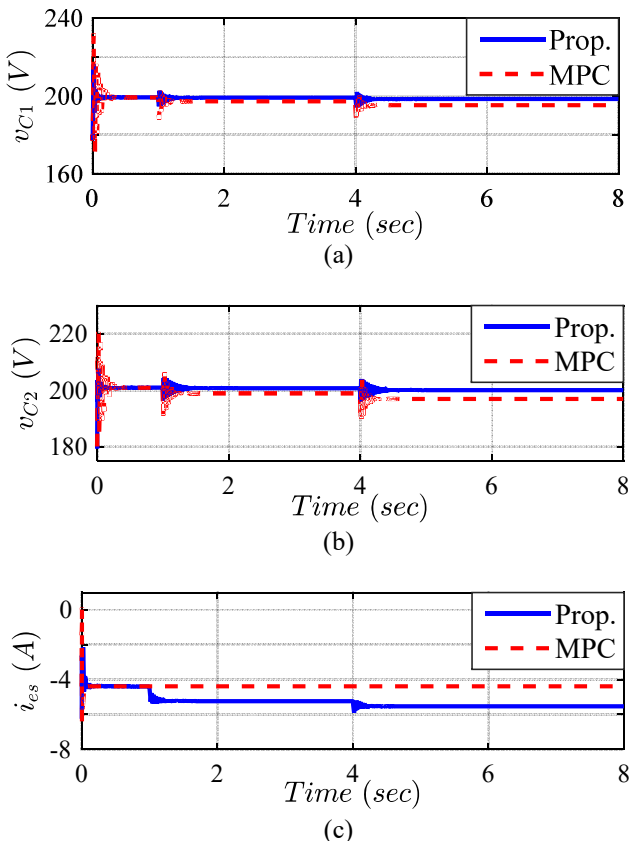 240
200
160
v_{C1} (V)
Prop.
MPC
0 2 4 6 8
Time (sec)
(a)
220
200
175
v_{C2} (V)
Prop.
MPC
0 2 4 6 8
Time (sec)
(b)
0
-4
-8
i_{es} (A)
Prop.
MPC
0 2 4 6 8
Time (sec)
(c)